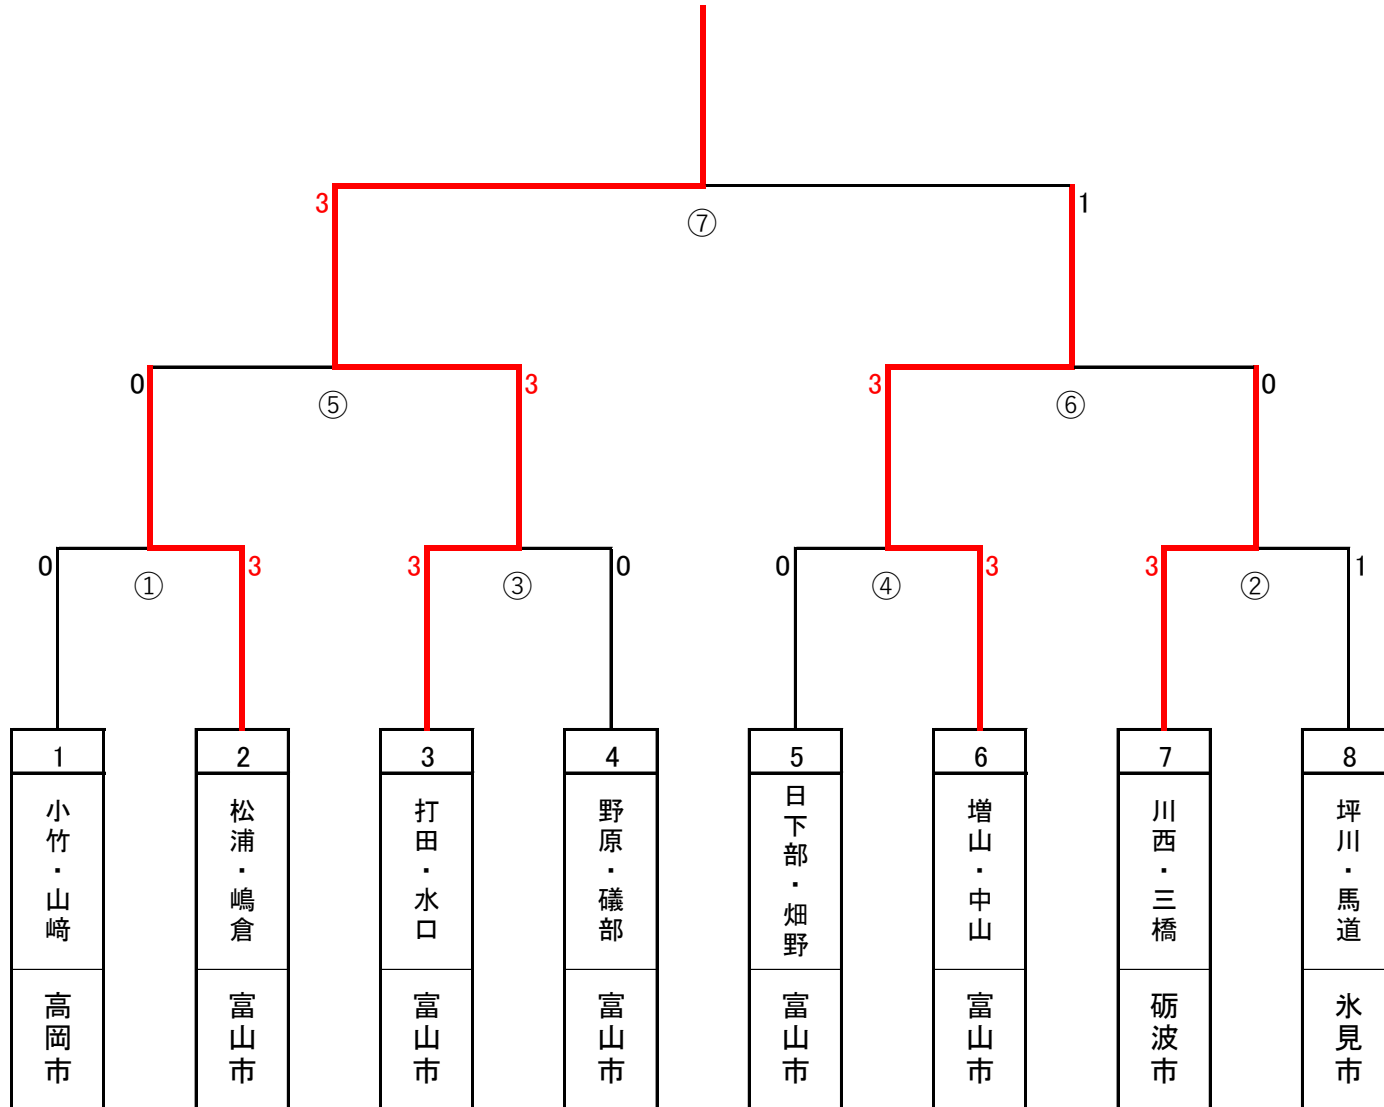 3
1
⑦
0
3
3
0
⑤
⑥
0
3
3
0
0
3
3
1
①
③
④
②
1
2
3
4
5
6
7
8
小竹・山﨑
松浦・嶋倉
打田・水口
野原・礒部
日下部・畑野
増山・中山
川西・三橋
坪川・馬道
高岡市
富山市
富山市
富山市
富山市
富山市
砺波市
氷見市